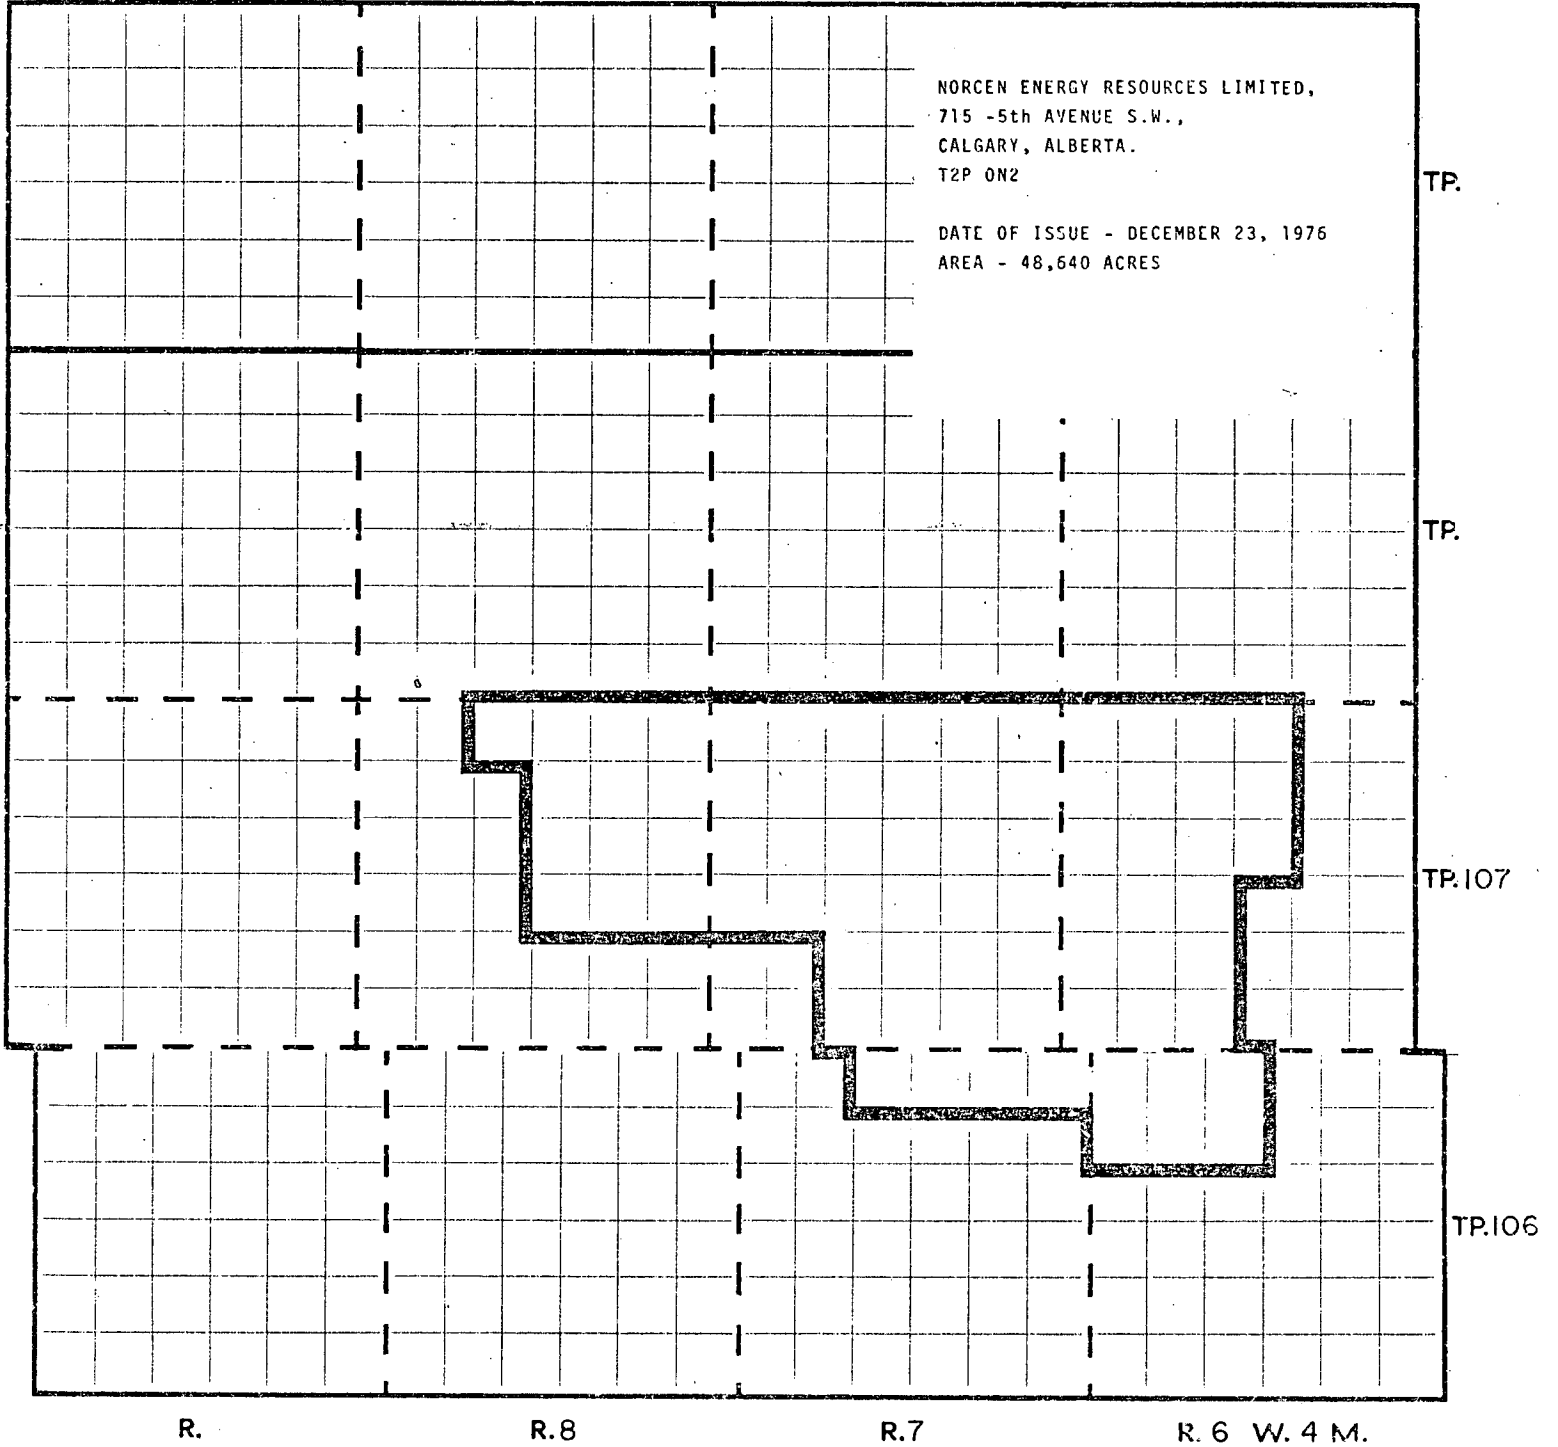 NORCEN ENERGY RESOURCES LIMITED,
715 -5th AVENUE S.W.,
CALGARY, ALBERTA.
T2P 0N2
DATE OF ISSUE - DECEMBER 23, 1976
AREA - 48,640 ACRES
TP.
TP.
TP.107
TP.106
R.
R.8
R.7
R. 6 W. 4 M.